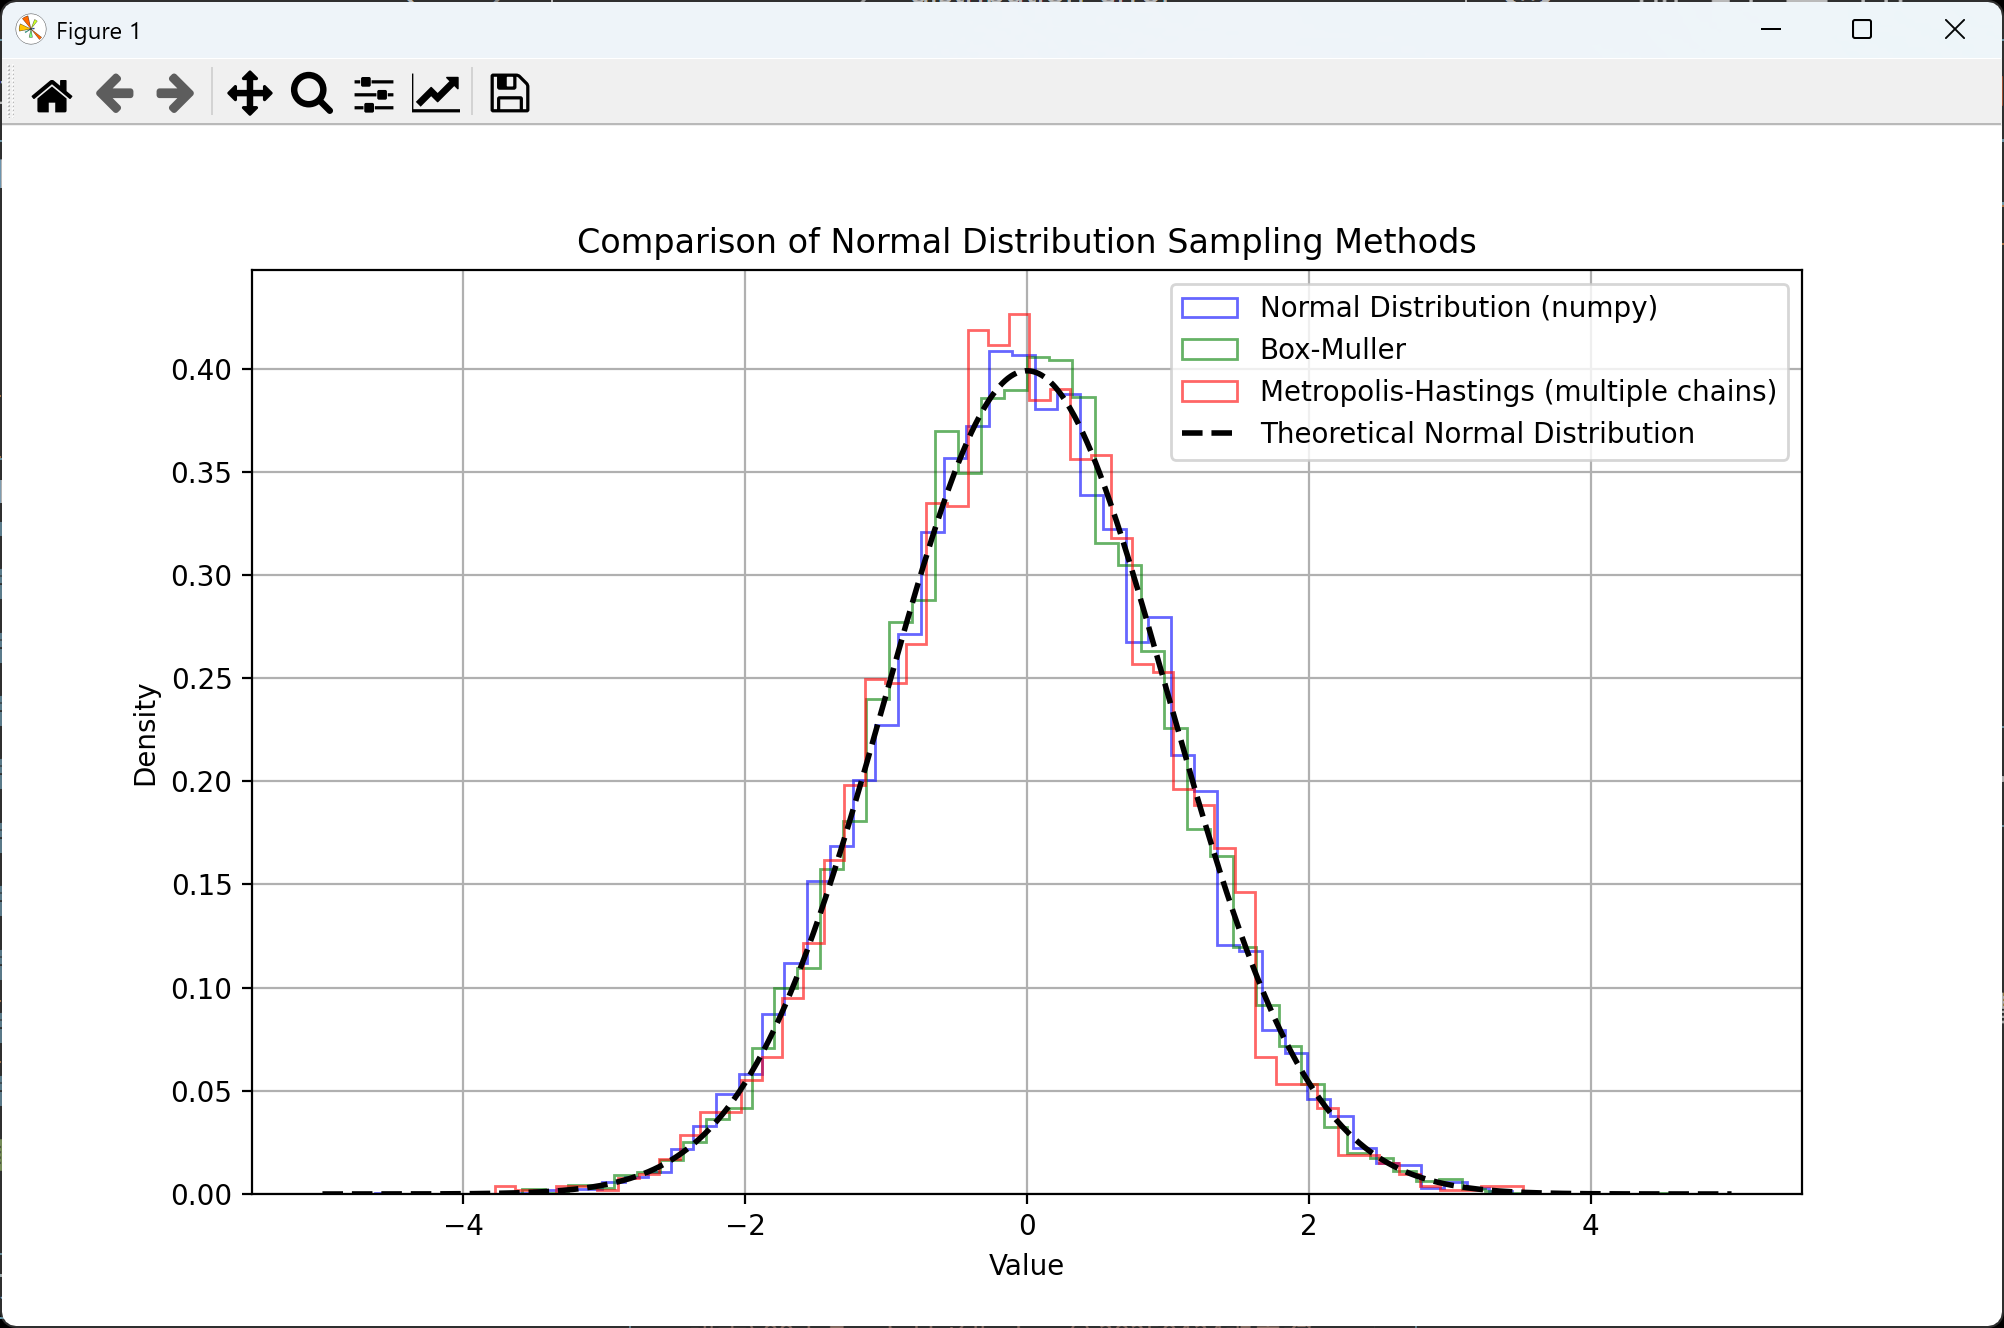 Figure 1
Comparison of Normal Distribution Sampling Methods
Normal Distribution (numpy)
Box-Muller
Metropolis-Hastings (multiple chains)
Theoretical Normal Distribution
0.40
0.35
0.30
0.25
0.20
0.15
0.10
0.05
0.00
Density
−4
−2
0
2
4
Value